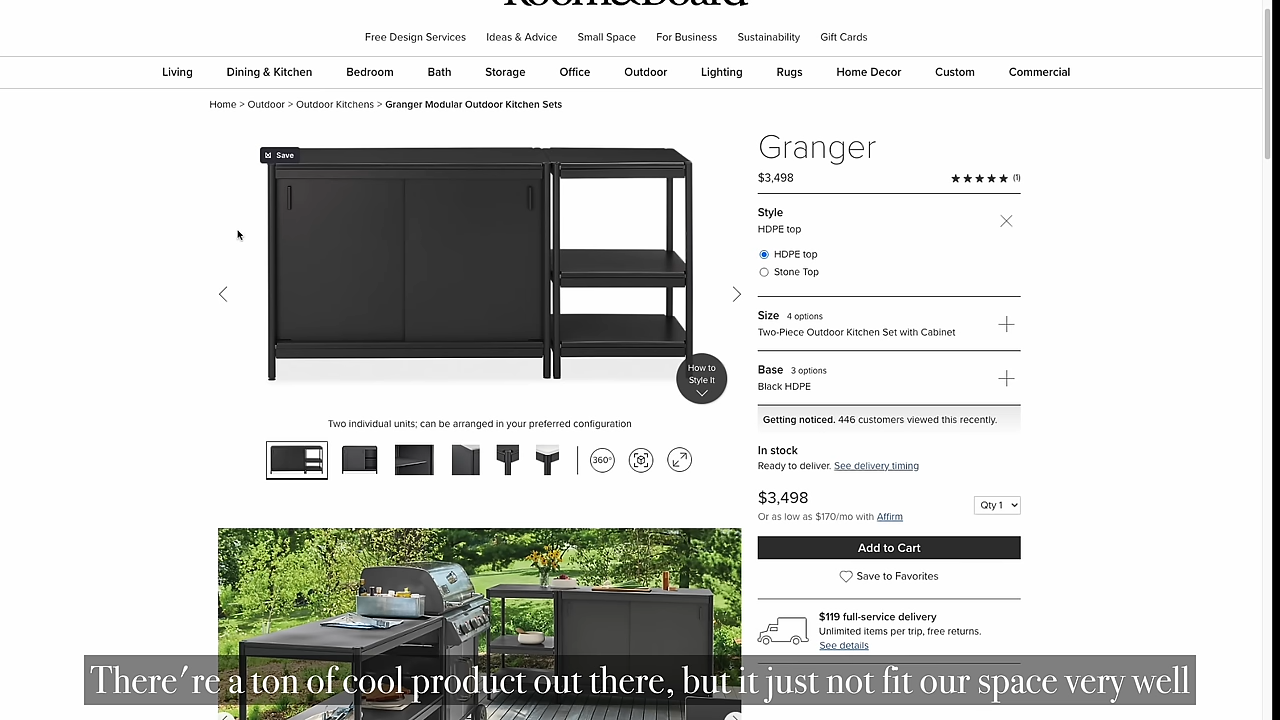 Room&Board
Free Design Services Ideas & Advice Small Space For Business Sustainability Gift Cards
Living Dining & Kitchen Bedroom Bath Storage Office Outdoor Lighting Rugs Home Decor Custom Commercial
Home > Outdoor > Outdoor Kitchens > Granger Modular Outdoor Kitchen Sets
Save
How to
Style It
Two individual units; can be arranged in your preferred configuration
360°
Granger
$3,498
(1)
Style
HDPE top
HDPE top
Stone Top
Size 4 options
Two-Piece Outdoor Kitchen Set with Cabinet
Base 3 options
Black HDPE
Getting noticed. 446 customers viewed this recently.
In stock
Ready to deliver. See delivery timing
$3,498
Qty 1
Or as low as $170/mo with Affirm
Add to Cart
Save to Favorites
$119 full-service delivery
Unlimited items per trip, free returns.
See details
There're a ton of cool product out there, but it just not fit our space very well